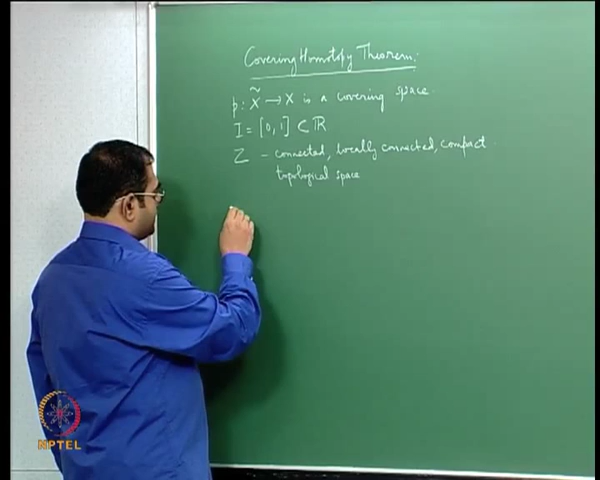 Covering Homotopy Theorem:
p: X̃ → X is a covering space.
I = [0, 1] ⊂ ℝ
Z - connected, locally connected, compact
topological space
NPTEL